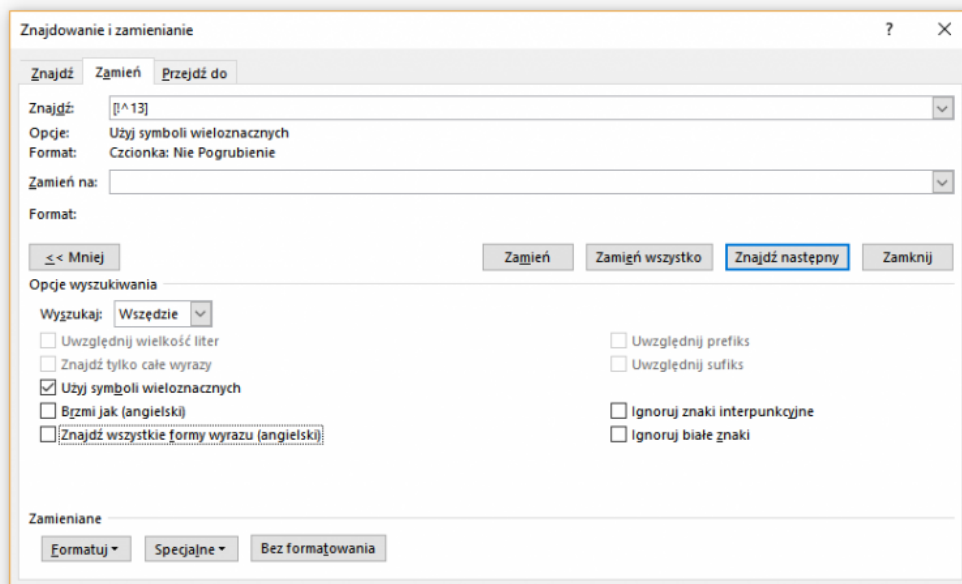 Znajdowanie i zamienianie ? X
Znajdź Zamień Przejdź do
Znajdź: [!^13]
Opcje: Użyj symboli wieloznacznych
Format: Czcionka: Nie Pogrubienie
Zamień na:
Format:
<< Mniej Zamień Zamień wszystko Znajdź następny Zamknij
Opcje wyszukiwania
Wyszukaj: Wszędzie
Uwzględnij wielkość liter Uwzględnij prefiks
Znajdź tylko całe wyrazy Uwzględnij sufiks
Użyj symboli wieloznacznych
Brzmi jak (angielski) Ignoruj znaki interpunkcyjne
Znajdź wszystkie formy wyrazu (angielski) Ignoruj białe znaki
Zamieniane
Formatuj Specjalne Bez formatowania